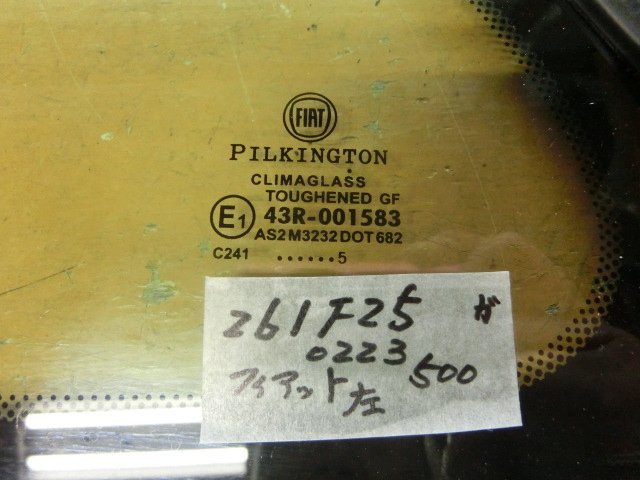 FIAT
PILKINGTON
CLIMAGLASS
TOUGHENED GF
E1 43R-001583
AS2 M3232 DOT 682
C241 ......5
261F25 ガ
0223
フィアット 500
左